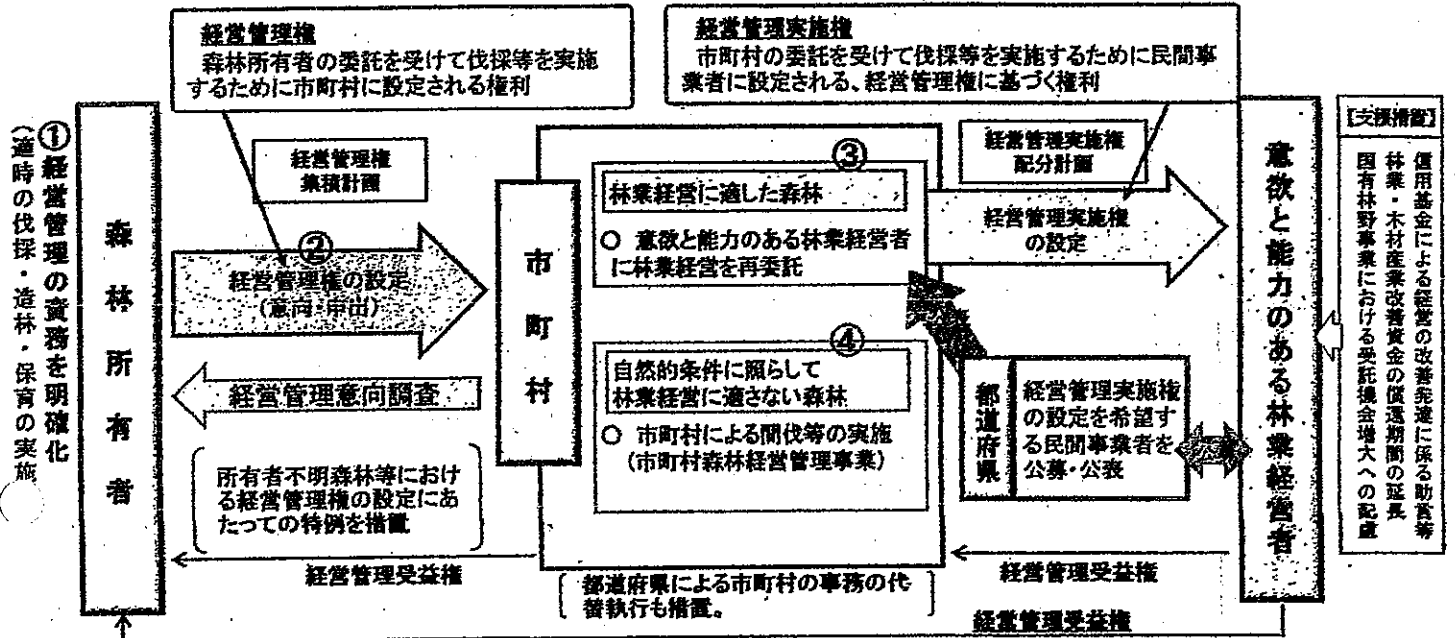 経営管理権
森林所有者の委託を受けて伐採等を実施
するために市町村に設定される権利
経営管理実施権
市町村の委託を受けて伐採等を実施するために民間事
業者に設定される、経営管理権に基づく権利
①経営管理の責務を明確化
(適時の伐採・造林・保育の実施
森林所有者
経営管理権
集積計画
②
経営管理権の設定
(意向・申出)
経営管理意向調査
所有者不明森林等におけ
る経営管理権の設定にあ
たっての特例を措置
経営管理受益権
市町村
③
林業経営に適した森林
○ 意欲と能力のある林業経営者
に林業経営を再委託
④
自然的条件に照らして
林業経営に適さない森林
○ 市町村による間伐等の実施
(市町村森林経営管理事業)
都道府県による市町村の事務の代
替執行も措置。
経営管理実施権
配分計画
経営管理実施権
の設定
都道府県
経営管理実施権
の設定を希望す
る民間事業者を
公募・公表
経営管理受益権
経営管理受益権
意欲と能力のある林業経営者
【支援措置】
信用基金による経営の改善発達に係る助言等
林業・木材産業改善資金の償還期間の延長
国有林野事業における受託機会増大への配慮